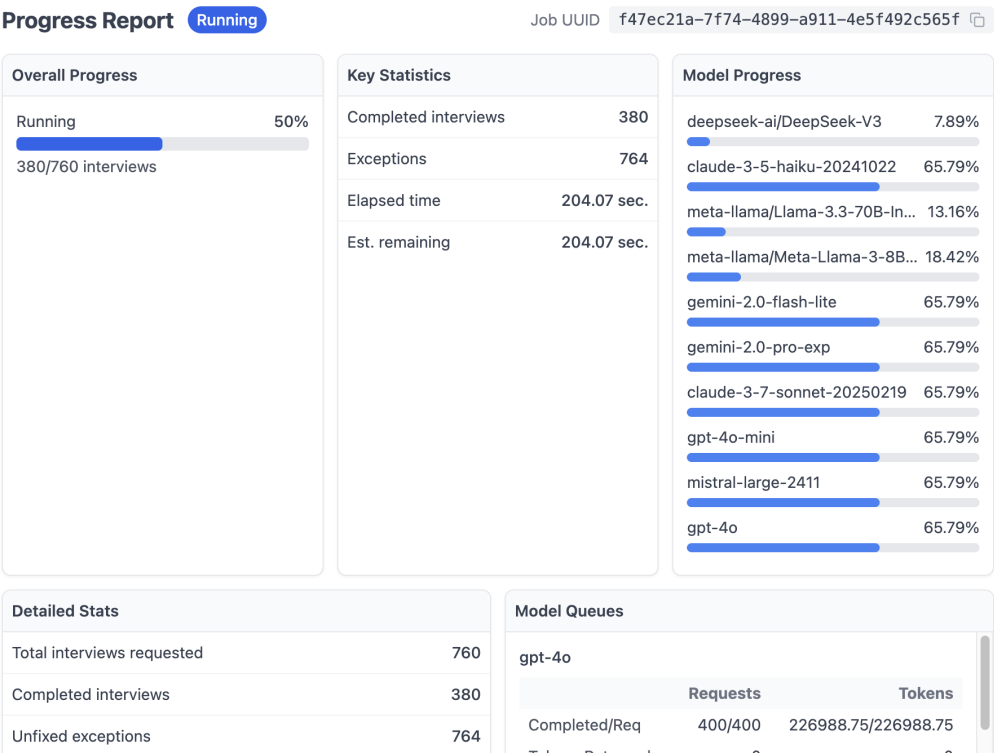 Progress Report Running Job UUID f47ec21a-7f74-4899-a911-4e5f492c565f
Overall Progress
Running 50%
380/760 interviews
Key Statistics
Completed interviews 380
Exceptions 764
Elapsed time 204.07 sec.
Est. remaining 204.07 sec.
Model Progress
deepseek-ai/DeepSeek-V3 7.89%
claude-3-5-haiku-20241022 65.79%
meta-llama/Llama-3.3-70B-In... 13.16%
meta-llama/Meta-Llama-3-8B... 18.42%
gemini-2.0-flash-lite 65.79%
gemini-2.0-pro-exp 65.79%
claude-3-7-sonnet-20250219 65.79%
gpt-4o-mini 65.79%
mistral-large-2411 65.79%
gpt-4o 65.79%
Detailed Stats
Total interviews requested 760
Completed interviews 380
Unfixed exceptions 764
Model Queues
gpt-4o
Requests Tokens
Completed/Req 400/400 226988.75/226988.75